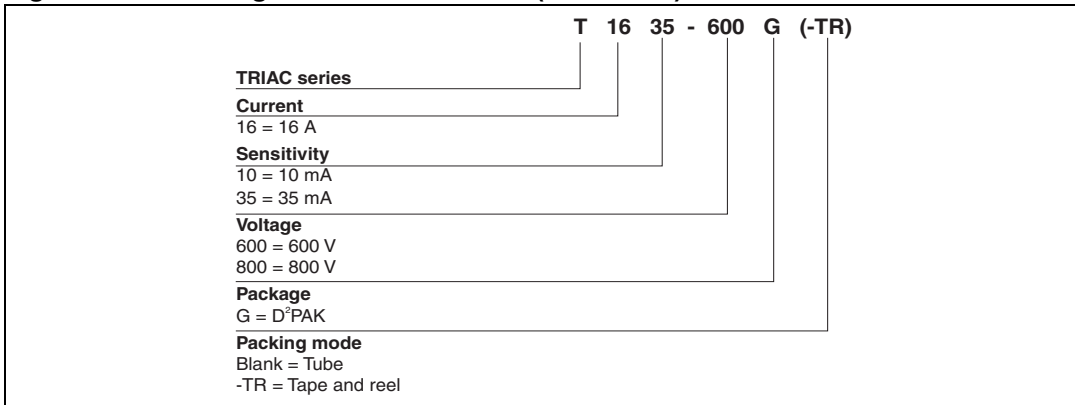 T 16 35 - 600 G (-TR)
TRIAC series
Current
16 = 16 A
Sensitivity
10 = 10 mA
35 = 35 mA
Voltage
600 = 600 V
800 = 800 V
Package
G = D²PAK
Packing mode
Blank = Tube
-TR = Tape and reel